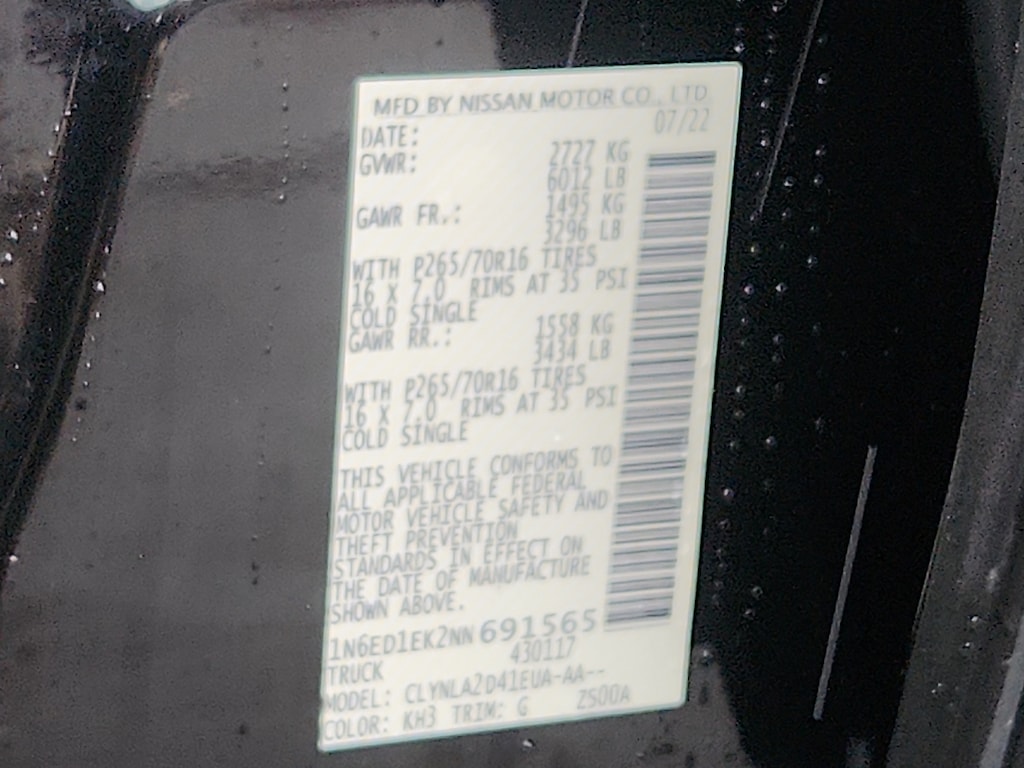 MFD BY NISSAN MOTOR CO., LTD
DATE: 07/22
GVWR: 2727 KG
6012 LB
GAWR FR.: 1495 KG
3296 LB
WITH P265/70R16 TIRES
16 X 7.0 RIMS AT 35 PSI
COLD SINGLE
GAWR RR.: 1558 KG
3434 LB
WITH P265/70R16 TIRES
16 X 7.0 RIMS AT 35 PSI
COLD SINGLE
THIS VEHICLE CONFORMS TO
ALL APPLICABLE FEDERAL
MOTOR VEHICLE SAFETY AND
THEFT PREVENTION
STANDARDS IN EFFECT ON
THE DATE OF MANUFACTURE
SHOWN ABOVE.
1N6ED1EK2NN691565
TRUCK 430117
MODEL: CLYNLA2D41EUA-AA--
COLOR: KH3 TRIM: G ZS00A